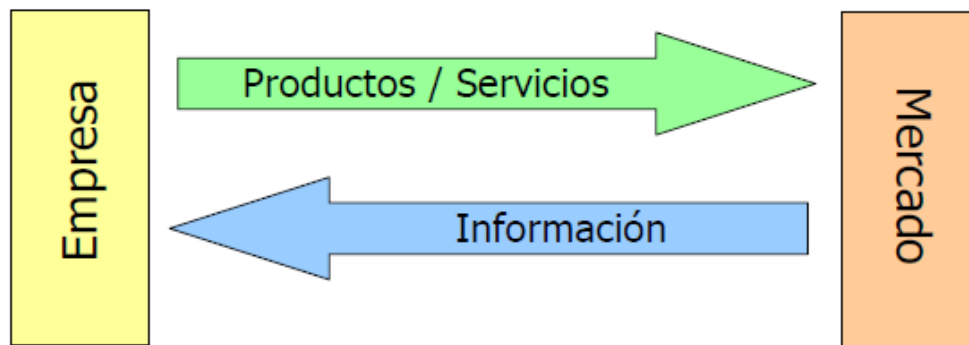 Empresa
Productos / Servicios
Información
Mercado